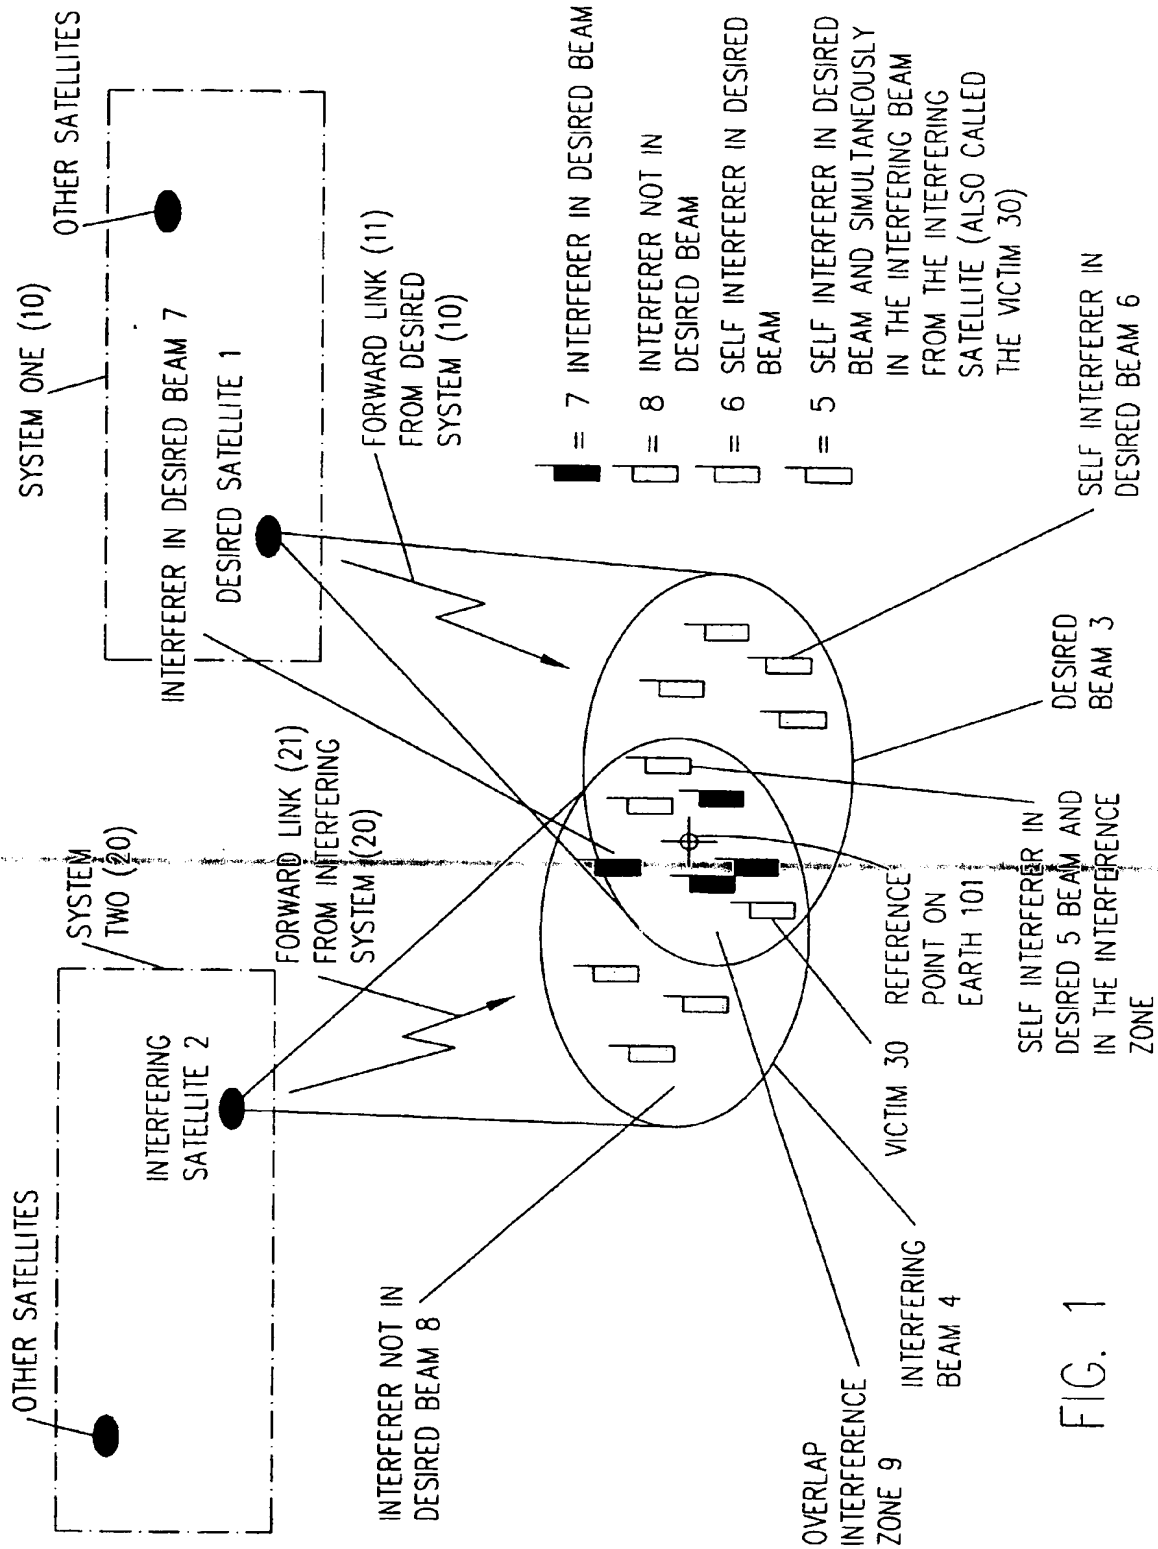 OTHER SATELLITES
SYSTEM
TWO (20)
SYSTEM ONE (10)
OTHER SATELLITES
INTERFERING
SATELLITE 2
INTERFERER IN DESIRED BEAM 7
DESIRED SATELLITE 1
FORWARD LINK (21)
FROM INTERFERING
SYSTEM (20)
FORWARD LINK (11)
FROM DESIRED
SYSTEM (10)
INTERFERER NOT IN
DESIRED BEAM 8
= 7 INTERFERER IN DESIRED BEAM
= 8 INTERFERER NOT IN
DESIRED BEAM
= 6 SELF INTERFERER IN DESIRED
BEAM
= 5 SELF INTERFERER IN DESIRED
BEAM AND SIMULTANEOUSLY
IN THE INTERFERING BEAM
FROM THE INTERFERING
SATELLITE (ALSO CALLED
THE VICTIM 30)
OVERLAP
INTERFERENCE
ZONE 9
INTERFERING
BEAM 4
VICTIM 30
REFERENCE
POINT ON
EARTH 101
SELF INTERFERER IN
DESIRED 5 BEAM AND
IN THE INTERFERENCE
ZONE
DESIRED
BEAM 3
SELF INTERFERER IN
DESIRED BEAM 6
FIG. 1